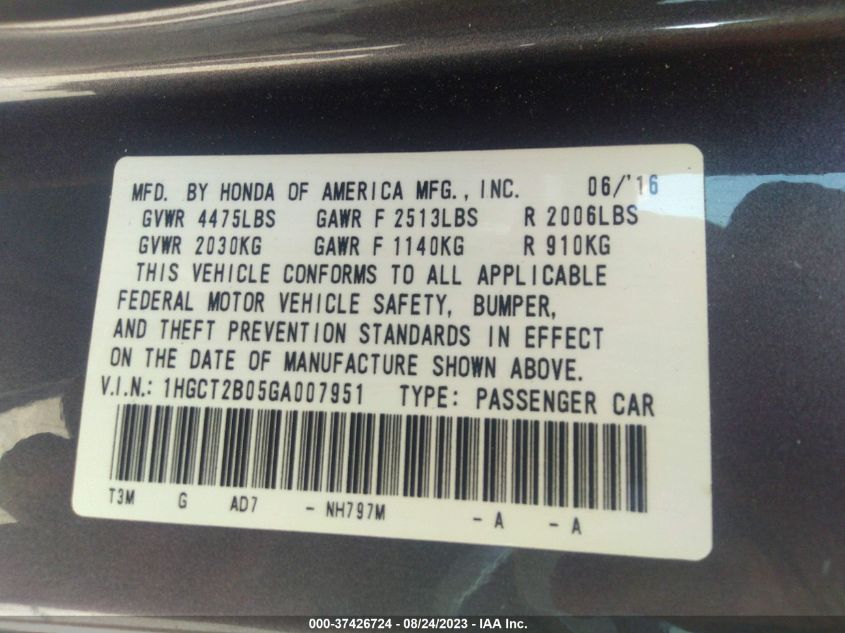 MFD. BY HONDA OF AMERICA MFG., INC. 06/'16
GVWR 4475LBS GAWR F 2513LBS R 2006LBS
GVWR 2030KG GAWR F 1140KG R 910KG
THIS VEHICLE CONFORMS TO ALL APPLICABLE
FEDERAL MOTOR VEHICLE SAFETY, BUMPER,
AND THEFT PREVENTION STANDARDS IN EFFECT
ON THE DATE OF MANUFACTURE SHOWN ABOVE.
V.I.N.: 1HGCT2B05GA007951 TYPE: PASSENGER CAR
T3M G AD7 - NH797M - A - A
000-37426724 - 08/24/2023 - IAA Inc.